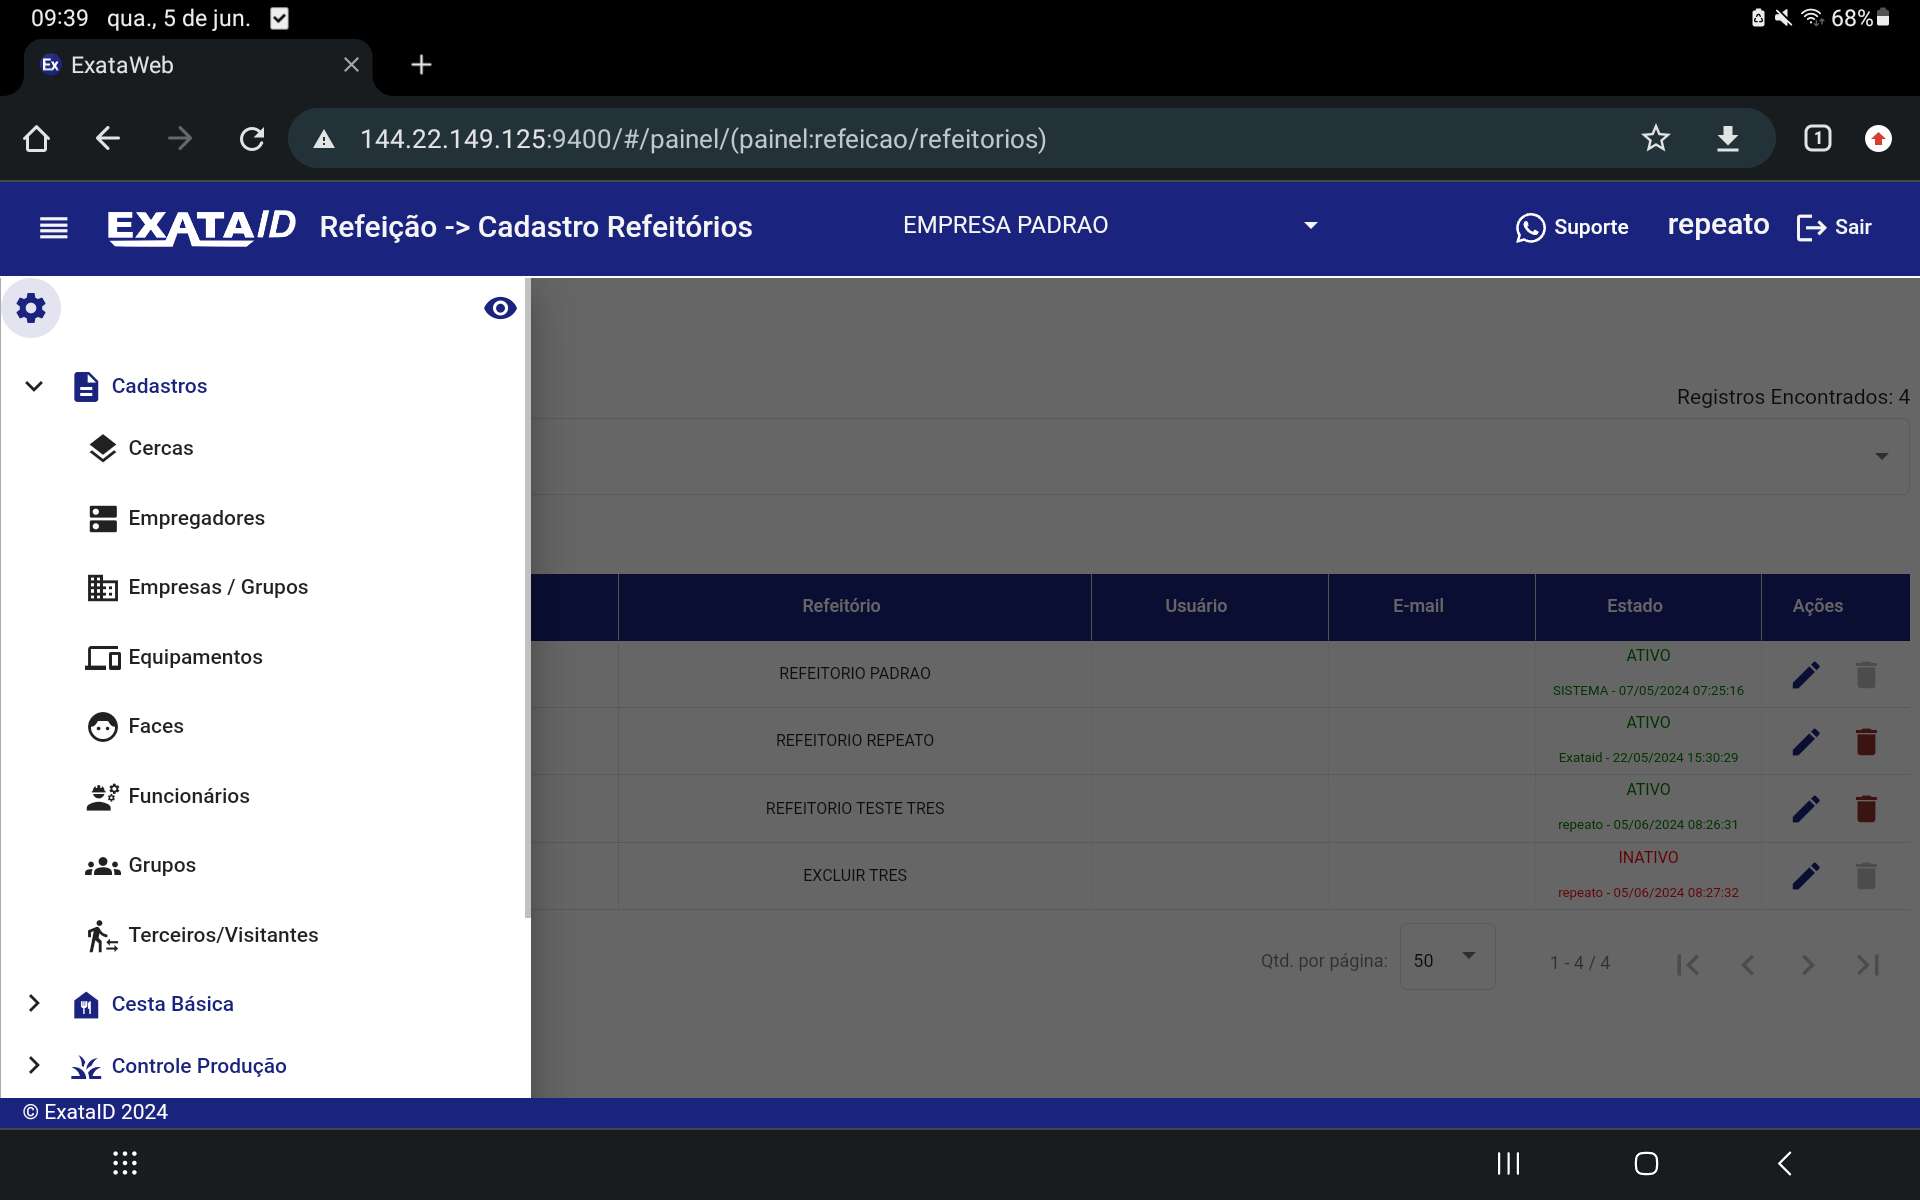 09:39 qua., 5 de jun. 68%
Ex ExataWeb
144.22.149.125:9400/#/painel/(painel:refeicao/refeitorios) 1
EXATAID Refeição -> Cadastro Refeitórios EMPRESA PADRAO Suporte repeato Sair
Cadastros
Registros Encontrados: 4
Cercas
Empregadores
Empresas / Grupos
Equipamentos
Faces
Funcionários
Grupos
Terceiros/Visitantes
Cesta Básica
Controle Produção
Refeitório Usuário E-mail Estado Ações
REFEITORIO PADRAO ATIVO
SISTEMA - 07/05/2024 07:25:16
REFEITORIO REPEATO ATIVO
Exataid - 22/05/2024 15:30:29
REFEITORIO TESTE TRES ATIVO
repeato - 05/06/2024 08:26:31
EXCLUIR TRES INATIVO
repeato - 05/06/2024 08:27:32
Qtd. por página: 50 1 - 4 / 4
© ExataID 2024